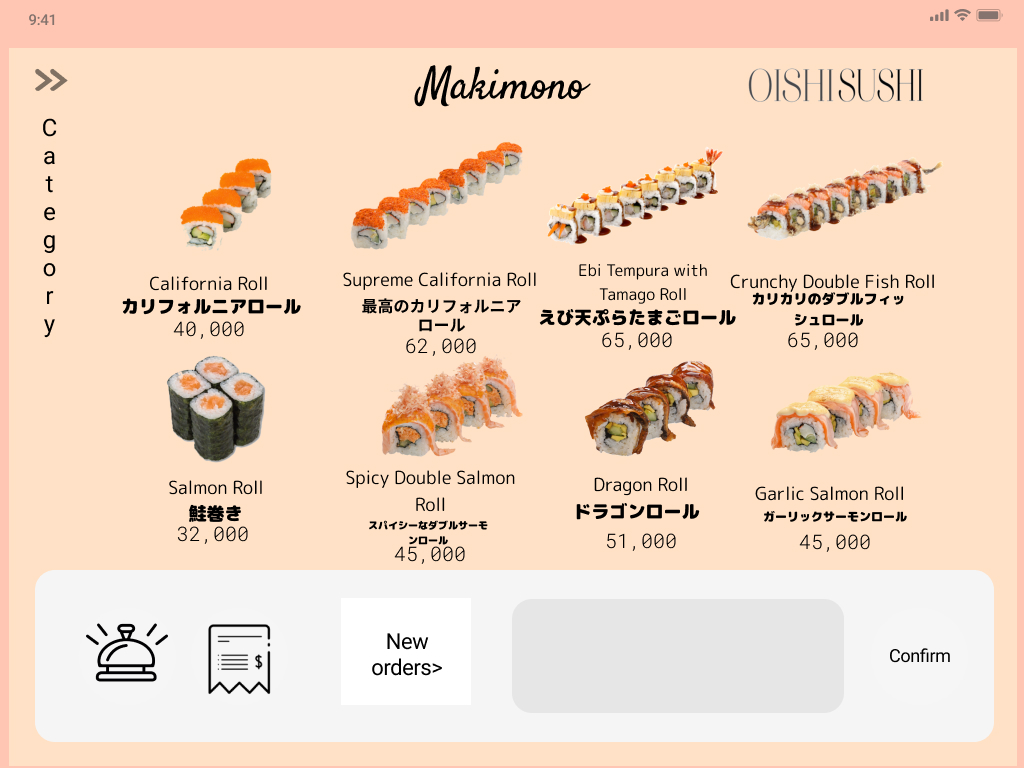 9:41
Makimono
OISHI SUSHI
Category
California Roll
カリフォルニアロール
40,000
Supreme California Roll
最高のカリフォルニア
ロール
62,000
Ebi Tempura with
Tamago Roll
えび天ぷらたまごロール
65,000
Crunchy Double Fish Roll
カリカリのダブルフィッ
シュロール
65,000
Salmon Roll
鮭巻き
32,000
Spicy Double Salmon
Roll
スパイシーなダブルサーモ
ンロール
45,000
Dragon Roll
ドラゴンロール
51,000
Garlic Salmon Roll
ガーリックサーモンロール
45,000
$
New
orders>
Confirm